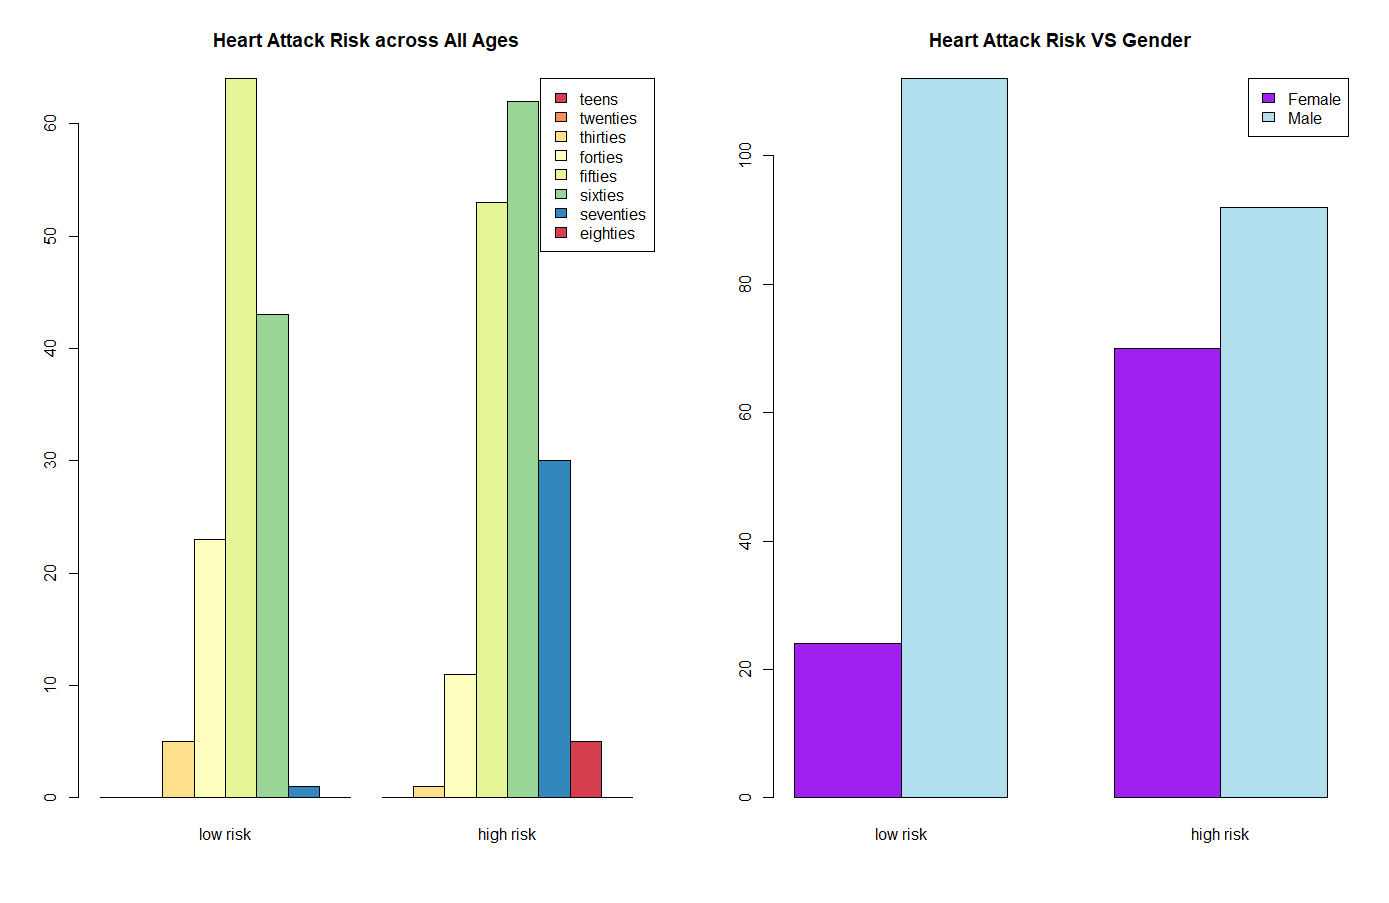 Heart Attack Risk across All Ages
60
50
40
30
20
10
0
teens
twenties
thirties
forties
fifties
sixties
seventies
eighties
low risk
high risk
Heart Attack Risk VS Gender
100
80
60
40
20
0
Female
Male
low risk
high risk